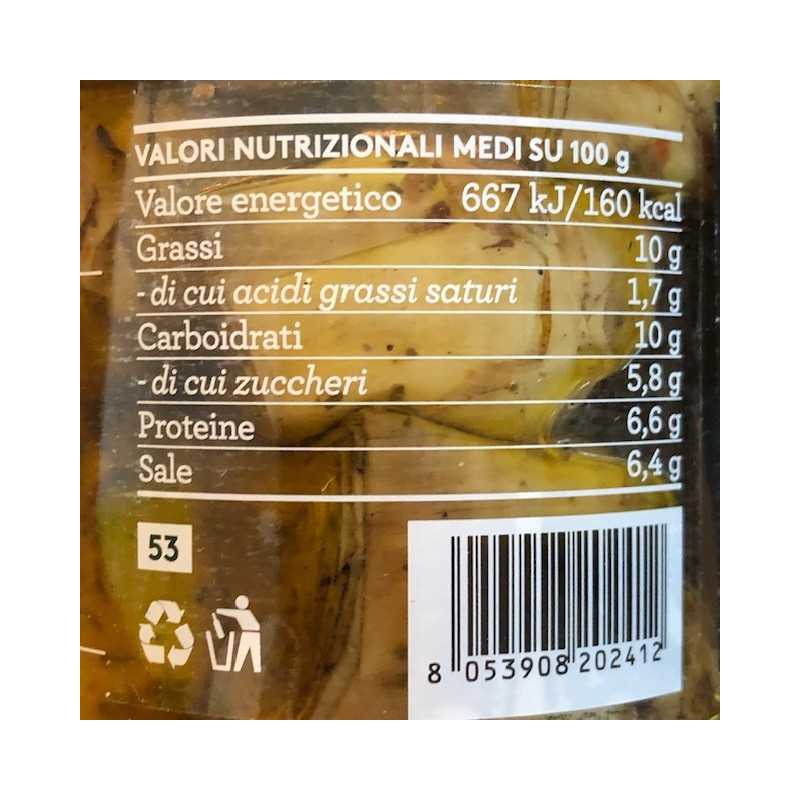 VALORI NUTRIZIONALI MEDI SU 100 g
Valore energetico 667 kJ/160 kcal
Grassi 10 g
- di cui acidi grassi saturi 1,7 g
Carboidrati 10 g
- di cui zuccheri 5,8 g
Proteine 6,6 g
Sale 6,4 g
53
8 053908 202412